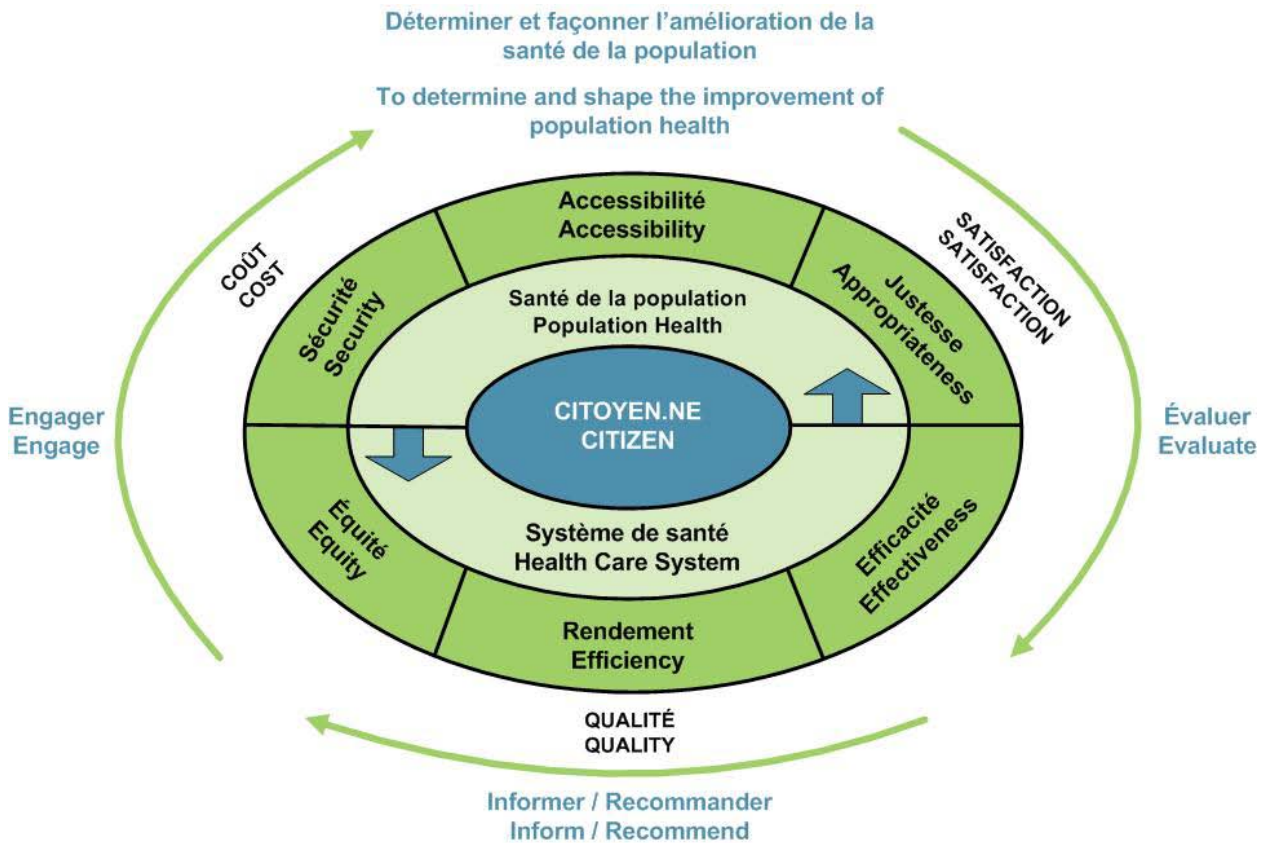 Déterminer et façonner l'amélioration de la
santé de la population
To determine and shape the improvement of
population health
Accessibilité
Accessibility
SATISFACTION
SATISFACTION
COÛT
COST
Justesse
Appropriateness
Sécurité
Security
Santé de la population
Population Health
CITOYEN.NE
CITIZEN
Engager
Engage
Évaluer
Evaluate
Équité
Equity
Système de santé
Health Care System
Efficacité
Effectiveness
Rendement
Efficiency
QUALITÉ
QUALITY
Informer / Recommander
Inform / Recommend